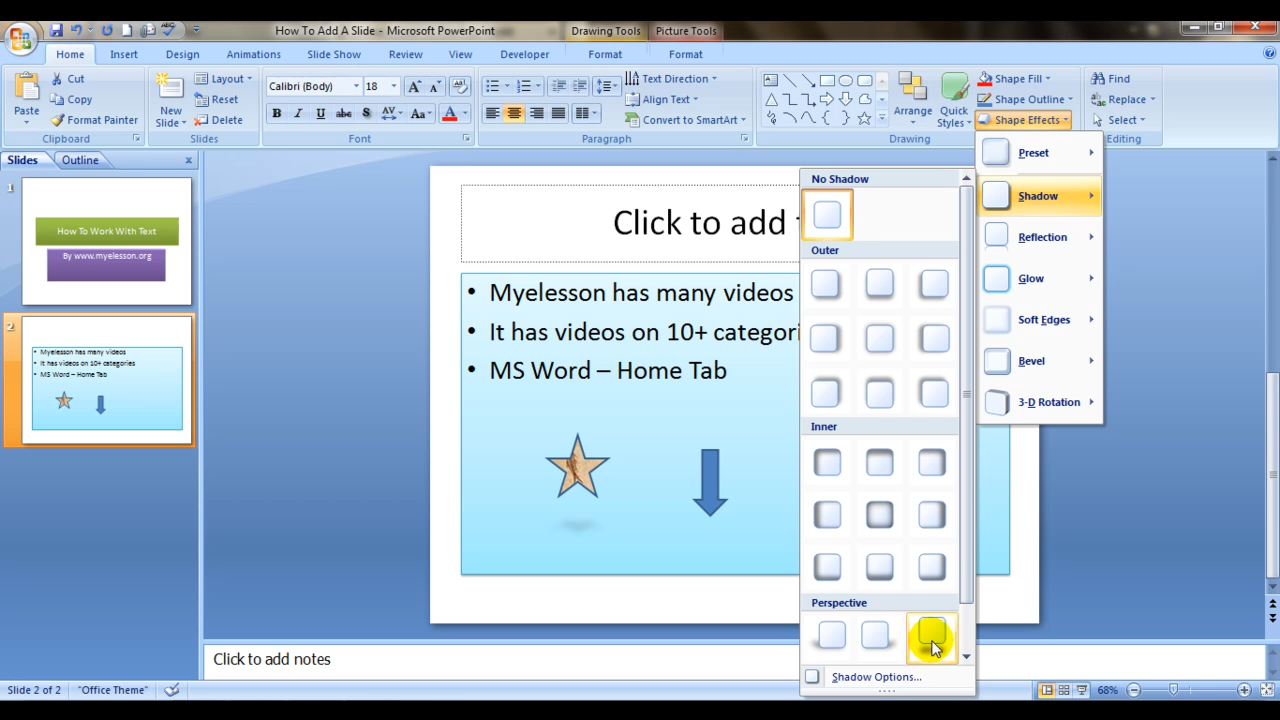 How To Add A Slide - Microsoft PowerPoint
Drawing Tools
Picture Tools
Home
Insert
Design
Animations
Slide Show
Review
View
Developer
Format
Format
Paste
Cut
Copy
Format Painter
Clipboard
New
Slide
Layout
Reset
Delete
Slides
Calibri (Body)
18
B I U abc S AV Aa A
Font
Text Direction
Align Text
Convert to SmartArt
Paragraph
Arrange
Quick
Styles
Shape Fill
Shape Outline
Shape Effects
Drawing
Find
Replace
Select
Editing
Slides
Outline
1
How To Work With Text
By www.myelesson.org
2
• Myelesson has many videos
• It has videos on 10+ categories
• MS Word – Home Tab
Click to add t
• Myelesson has many videos
• It has videos on 10+ categori
• MS Word – Home Tab
No Shadow
Outer
Inner
Perspective
Shadow Options...
Preset
Shadow
Reflection
Glow
Soft Edges
Bevel
3-D Rotation
Click to add notes
Slide 2 of 2
"Office Theme"
68%